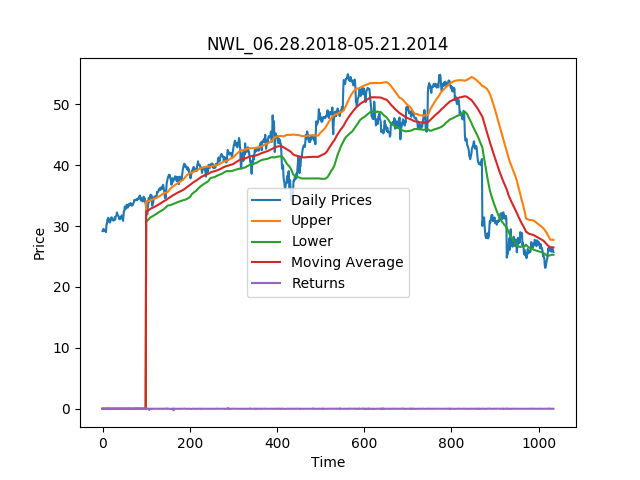 NWL_06.28.2018-05.21.2014
50
40
30
20
10
0
Price
Daily Prices
Upper
Lower
Moving Average
Returns
0 200 400 600 800 1000
Time